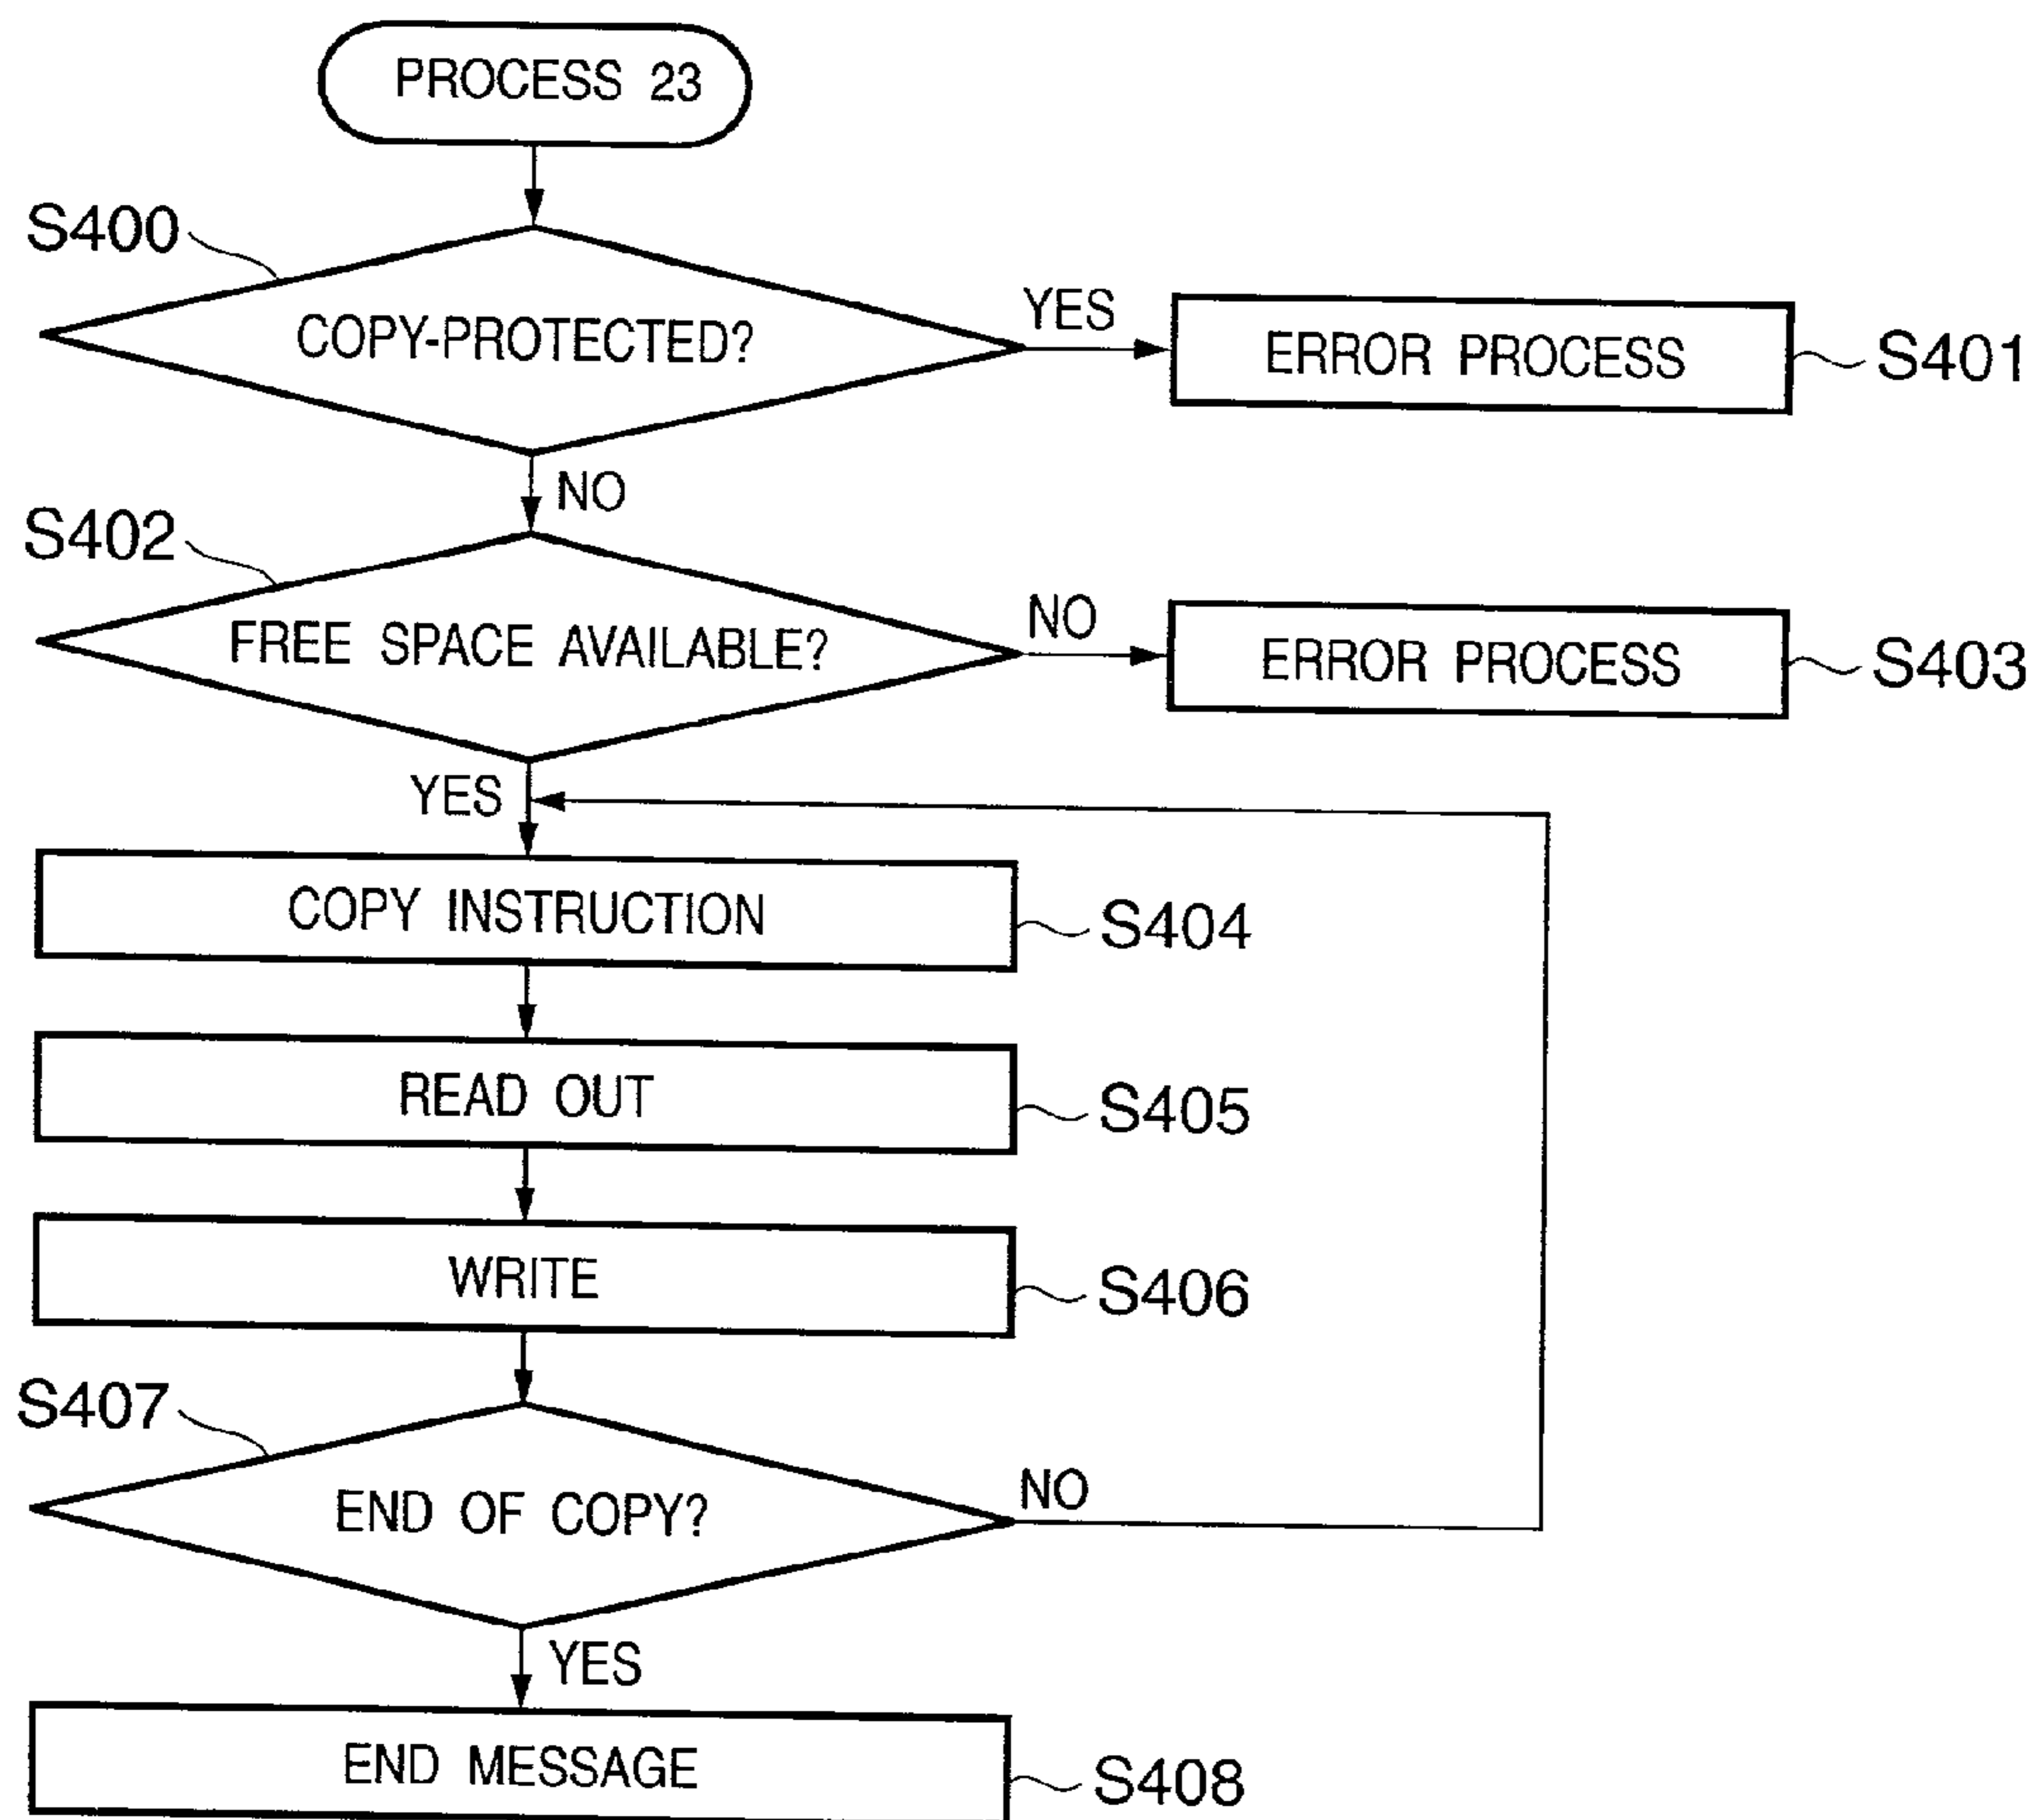 PROCESS 23
S400
COPY-PROTECTED?
YES
ERROR PROCESS
S401
NO
S402
FREE SPACE AVAILABLE?
NO
ERROR PROCESS
S403
YES
COPY INSTRUCTION
S404
READ OUT
S405
WRITE
S406
S407
END OF COPY?
NO
YES
END MESSAGE
S408